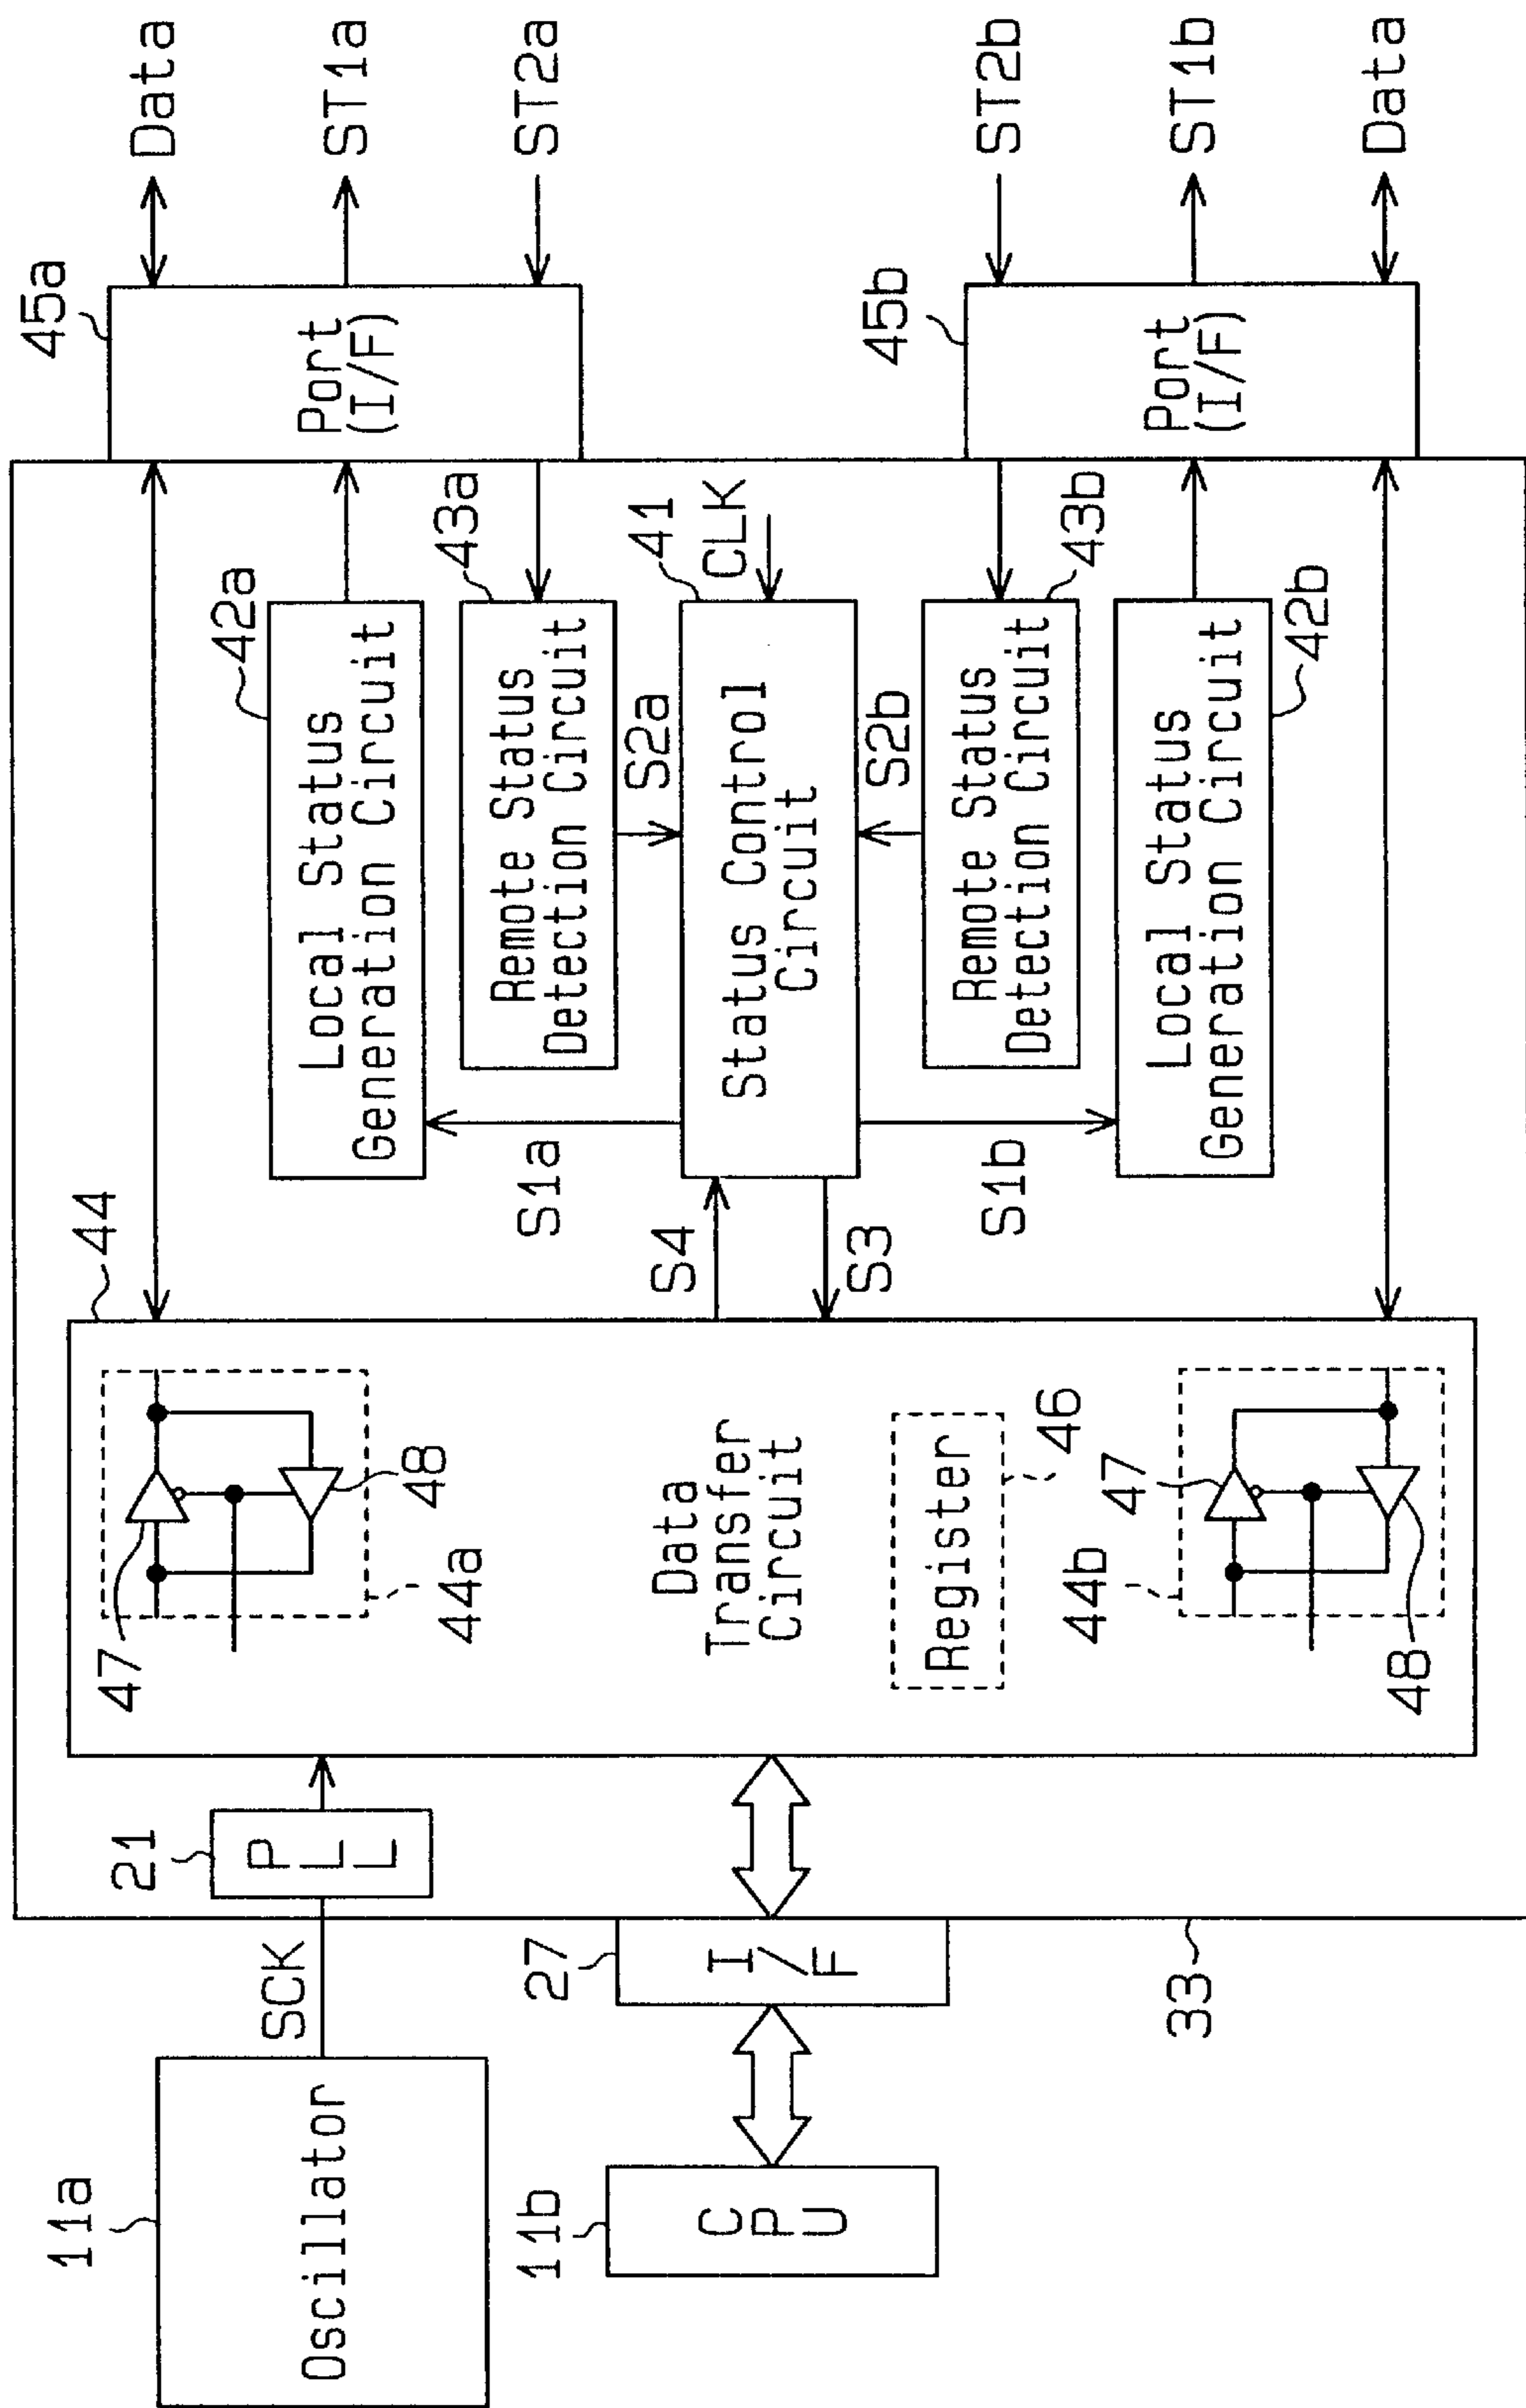 11a
Oscillator
SCK
21
PLL
11b
CPU
27
I/F
33
44
47
48
44a
Data
Transfer
Circuit
Register
46
44b
47
48
S4
S3
42a
Local Status
Generation Circuit
S1a
43a
Remote Status
Detection Circuit
S2a
41
CLK
Status Control
Circuit
S2b
43b
Remote Status
Detection Circuit
S1b
42b
Local Status
Generation Circuit
45a
Port
(I/F)
Data
ST1a
ST2a
45b
Port
(I/F)
ST2b
ST1b
Data